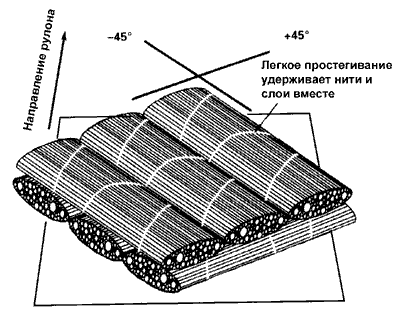 −45°
+45°
Направление рулона
Легкое простегивание
удерживает нити и
слои вместе